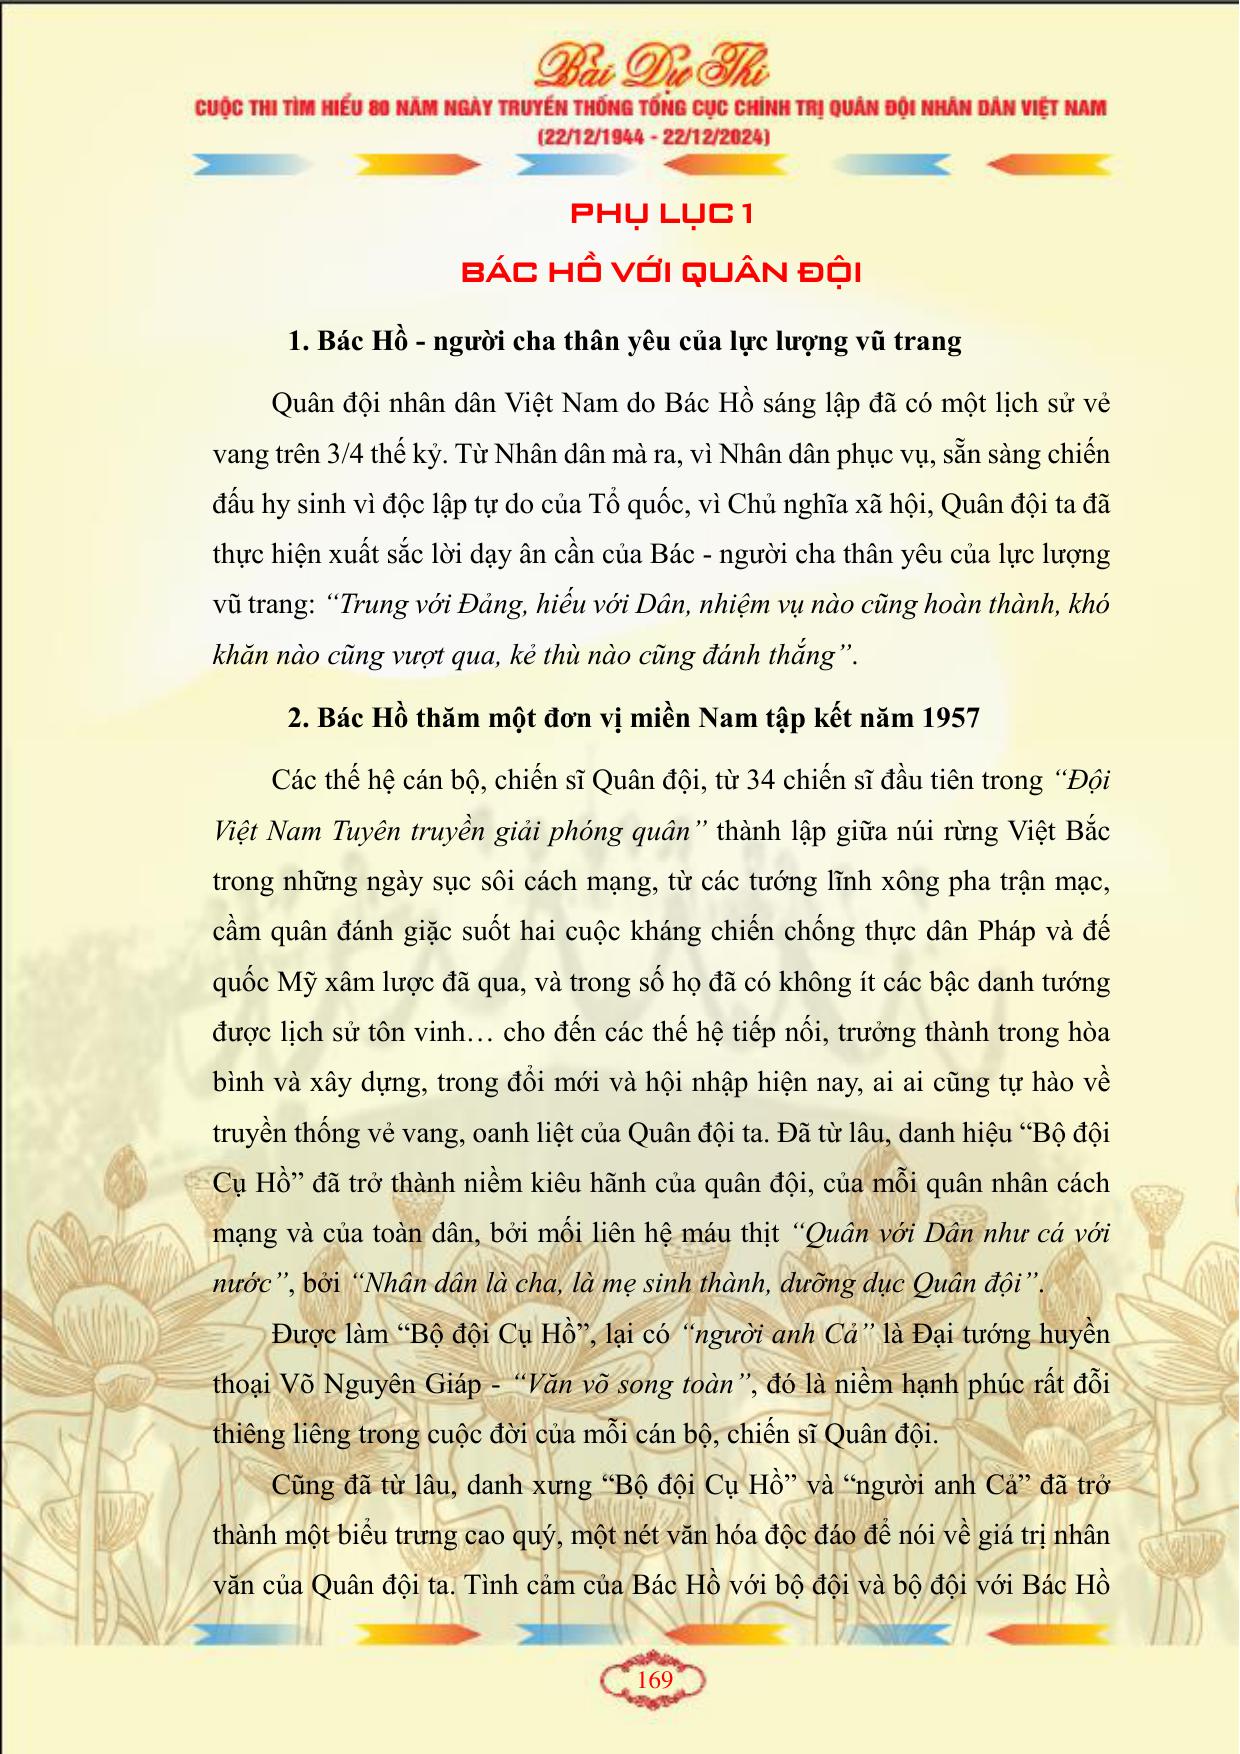 Bài Dự Thi
CUỘC THI TÌM HIỂU 80 NĂM NGÀY TRUYỀN THỐNG TỔNG CỤC CHÍNH TRỊ QUÂN ĐỘI NHÂN DÂN VIỆT NAM
(22/12/1944 - 22/12/2024)
PHỤ LỤC 1
BÁC HỒ VỚI QUÂN ĐỘI
1. Bác Hồ - người cha thân yêu của lực lượng vũ trang
Quân đội nhân dân Việt Nam do Bác Hồ sáng lập đã có một lịch sử vẻ
vang trên 3/4 thế kỷ. Từ Nhân dân mà ra, vì Nhân dân phục vụ, sẵn sàng chiến
đấu hy sinh vì độc lập tự do của Tổ quốc, vì Chủ nghĩa xã hội, Quân đội ta đã
thực hiện xuất sắc lời dạy ân cần của Bác - người cha thân yêu của lực lượng
vũ trang: “Trung với Đảng, hiếu với Dân, nhiệm vụ nào cũng hoàn thành, khó
khăn nào cũng vượt qua, kẻ thù nào cũng đánh thắng”.
2. Bác Hồ thăm một đơn vị miền Nam tập kết năm 1957
Các thế hệ cán bộ, chiến sĩ Quân đội, từ 34 chiến sĩ đầu tiên trong “Đội
Việt Nam Tuyên truyền giải phóng quân” thành lập giữa núi rừng Việt Bắc
trong những ngày sục sôi cách mạng, từ các tướng lĩnh xông pha trận mạc,
cầm quân đánh giặc suốt hai cuộc kháng chiến chống thực dân Pháp và đế
quốc Mỹ xâm lược đã qua, và trong số họ đã có không ít các bậc danh tướng
được lịch sử tôn vinh… cho đến các thế hệ tiếp nối, trưởng thành trong hòa
bình và xây dựng, trong đổi mới và hội nhập hiện nay, ai ai cũng tự hào về
truyền thống vẻ vang, oanh liệt của Quân đội ta. Đã từ lâu, danh hiệu “Bộ đội
Cụ Hồ” đã trở thành niềm kiêu hãnh của quân đội, của mỗi quân nhân cách
mạng và của toàn dân, bởi mối liên hệ máu thịt “Quân với Dân như cá với
nước”, bởi “Nhân dân là cha, là mẹ sinh thành, dưỡng dục Quân đội”.
Được làm “Bộ đội Cụ Hồ”, lại có “người anh Cả” là Đại tướng huyền
thoại Võ Nguyên Giáp - “Văn võ song toàn”, đó là niềm hạnh phúc rất đỗi
thiêng liêng trong cuộc đời của mỗi cán bộ, chiến sĩ Quân đội.
Cũng đã từ lâu, danh xưng “Bộ đội Cụ Hồ” và “người anh Cả” đã trở
thành một biểu trưng cao quý, một nét văn hóa độc đáo để nói về giá trị nhân
văn của Quân đội ta. Tình cảm của Bác Hồ với bộ đội và bộ đội với Bác Hồ
169